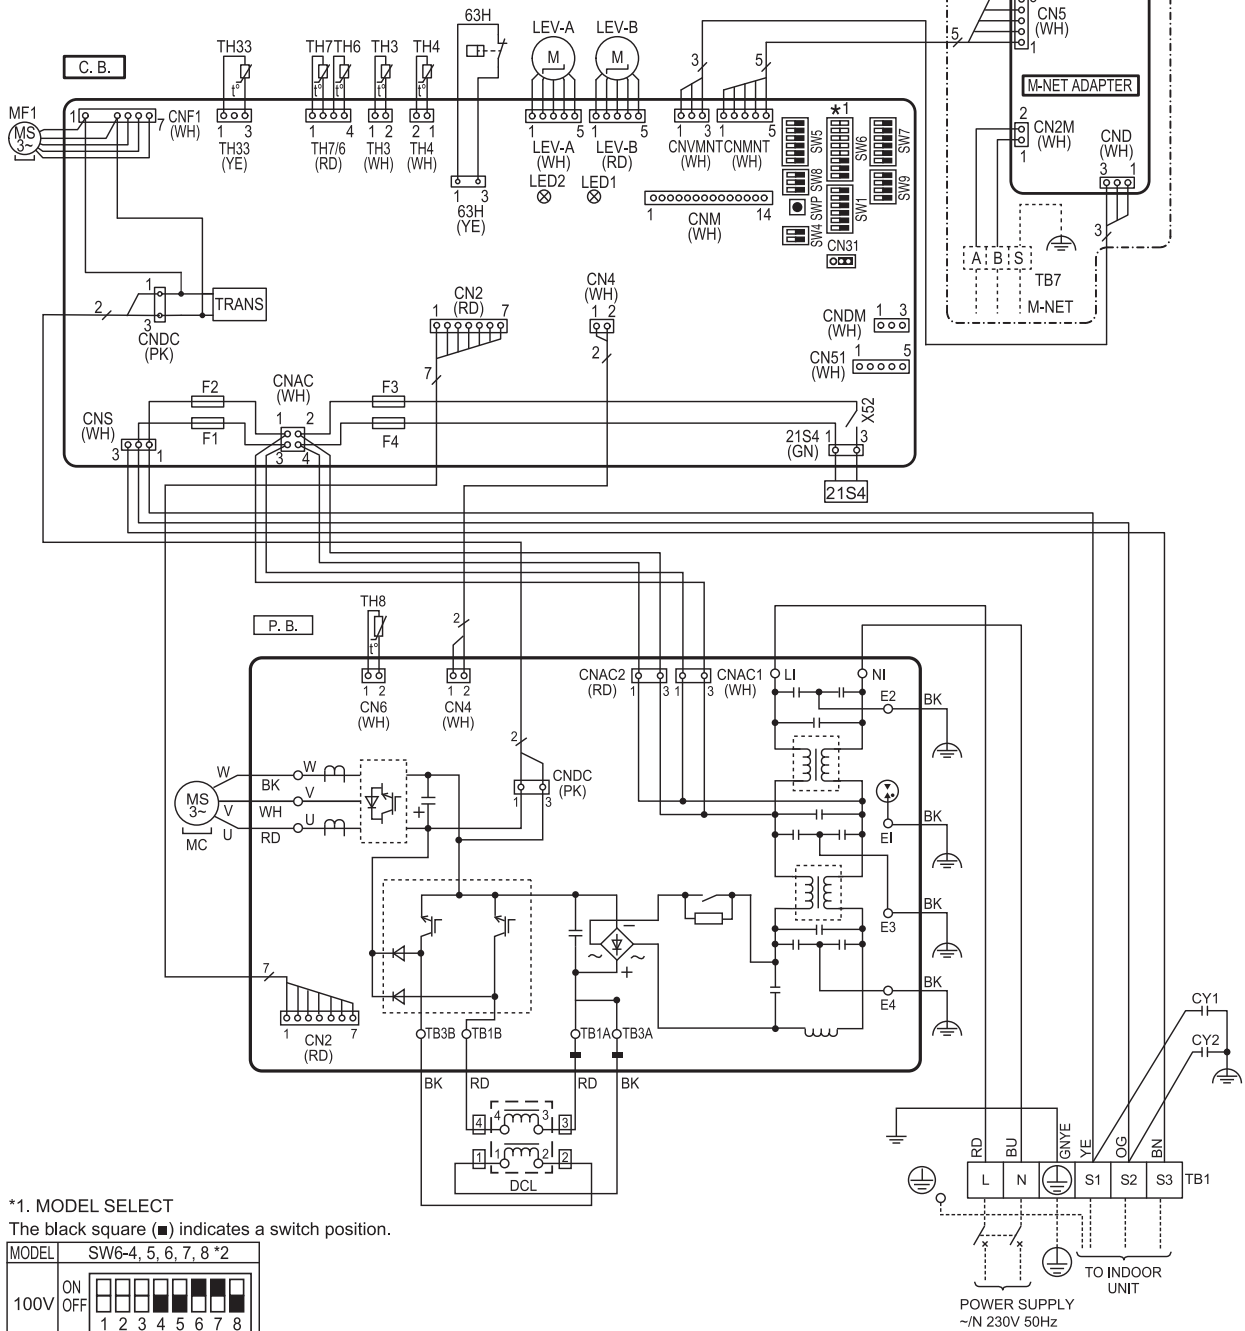 63H
LEV-A LEV-B
CN5
(WH)
5
1
TH33 TH7 TH6 TH3 TH4
t° t° t° t° t°
M M
3 5
C. B.
M-NET ADAPTER
MF1
MS
3~
1 7 CNF1
(WH)
1 3
TH33
(YE)
1 4
TH7/6
(RD)
1 2
TH3
(WH)
2 1
TH4
(WH)
1 5
LEV-A
(WH)
1 5
LEV-B
(RD)
1 3
CNVMNT
(WH)
1 5
CNMNT
(WH)
*1
SW5 SW6 SW7
SW8 SW9
SWP SW1
SW4
CN31
2
CN2M
(WH)
1
CND
(WH)
3 1
3
LED2 LED1
1 3
63H
(YE)
1 14
CNM
(WH)
A B S
TB7
M-NET
1
2
3
CNDC
(PK)
TRANS
CN2
(RD)
1 7
7
CN4
(WH)
1 2
2
CNDM
(WH)
1 3
CN51
(WH)
1 5
CNS
(WH)
3 1
F2
F1
CNAC
(WH)
1 2
3 4
F3
F4
X52
21S4
(GN)
1 3
21S4
P. B.
TH8
t°
1 2
CN6
(WH)
2
1 2
CN4
(WH)
CNAC2
(RD)
1 3
1 3
CNAC1
(WH)
LI NI
E2 BK
2
CNDC
(PK)
1 3
MS
3~
MC
W BK W
V WH V
U RD U
+
EI BK
E3 BK
E4 BK
~ ~
−
+
7
1 7
CN2
(RD)
TB3B TB1B TB1A TB3A
BK RD RD BK
4 4 3 3
1 1 2 2
DCL
CY1
CY2
RD BU GNYE YE OG BN
L N S1 S2 S3 TB1
TO INDOOR
UNIT
POWER SUPPLY
~/N 230V 50Hz
*1. MODEL SELECT
The black square (■) indicates a switch position.
MODEL SW6-4, 5, 6, 7, 8 *2
100V ON
OFF
1 2 3 4 5 6 7 8